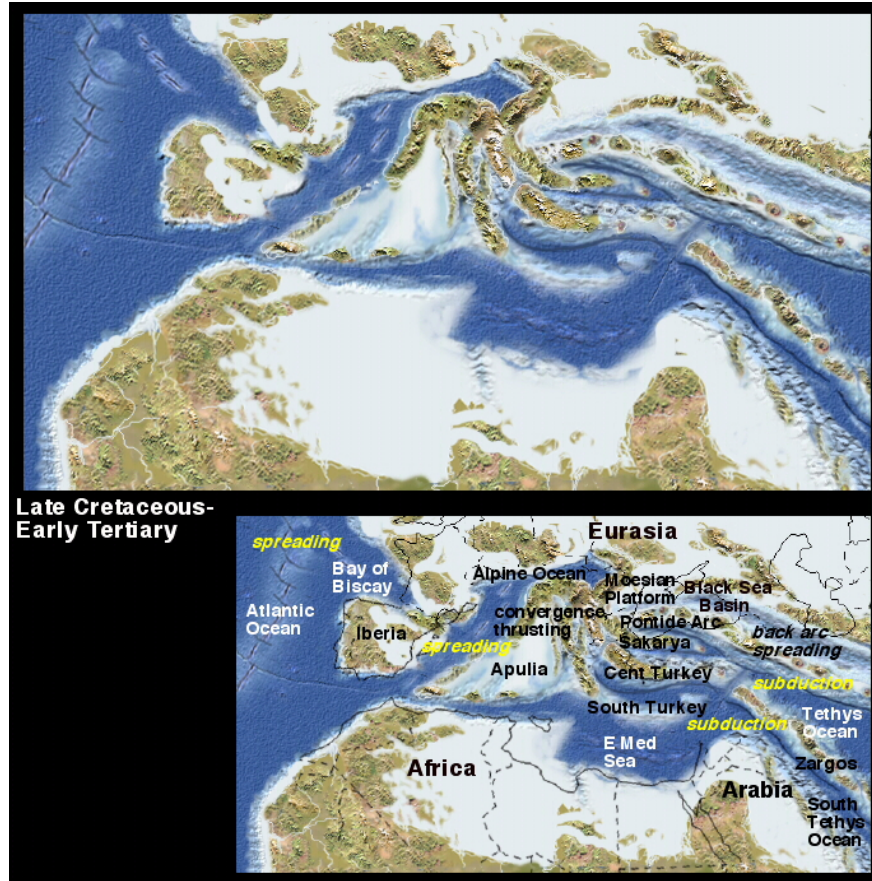 Late Cretaceous-
Early Tertiary
spreading
Eurasia
Bay of
Biscay
Alpine Ocean
Moesian
Platform
Black Sea
Basin
Atlantic
Ocean
Iberia
convergence
thrusting
Pontide Arc
Sakarya
back arc
spreading
spreading
Apulia
Cent Turkey
subduction
South Turkey
subduction
Tethys
Ocean
E Med
Sea
Africa
Zargos
Arabia
South
Tethys
Ocean